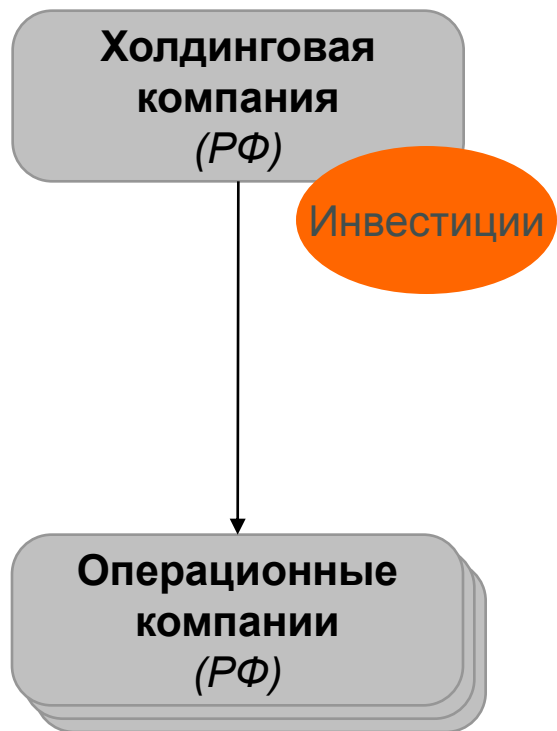 Холдинговая
компания
(РФ)
Инвестиции
Операционные
компании
(РФ)